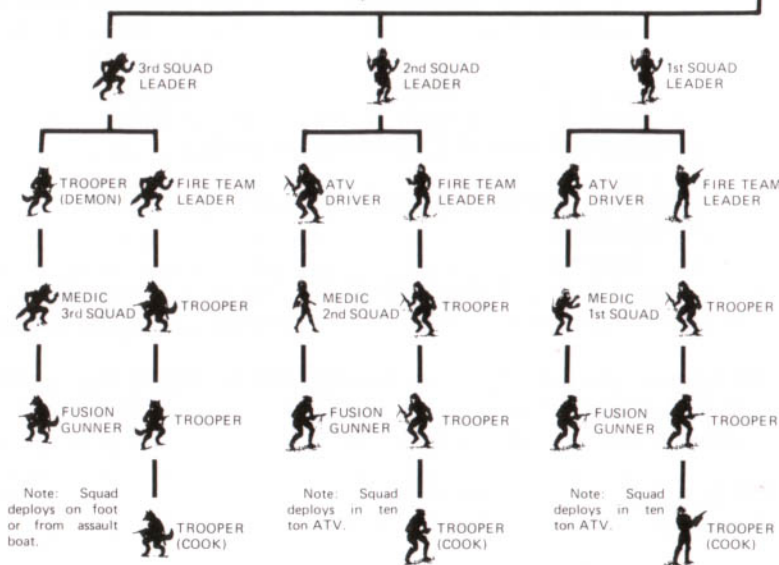 3rd SQUAD
LEADER
2nd SQUAD
LEADER
1st SQUAD
LEADER
TROOPER
(DEMON)
FIRE TEAM
LEADER
ATV
DRIVER
FIRE TEAM
LEADER
ATV
DRIVER
FIRE TEAM
LEADER
MEDIC
3rd SQUAD
TROOPER
MEDIC
2nd SQUAD
TROOPER
MEDIC
1st SQUAD
TROOPER
FUSION
GUNNER
TROOPER
FUSION
GUNNER
TROOPER
FUSION
GUNNER
TROOPER
Note: Squad
deploys on foot
or from assault
boat.
TROOPER
(COOK)
Note: Squad
deploys in ten
ton ATV.
TROOPER
(COOK)
Note: Squad
deploys in ten
ton ATV.
TROOPER
(COOK)